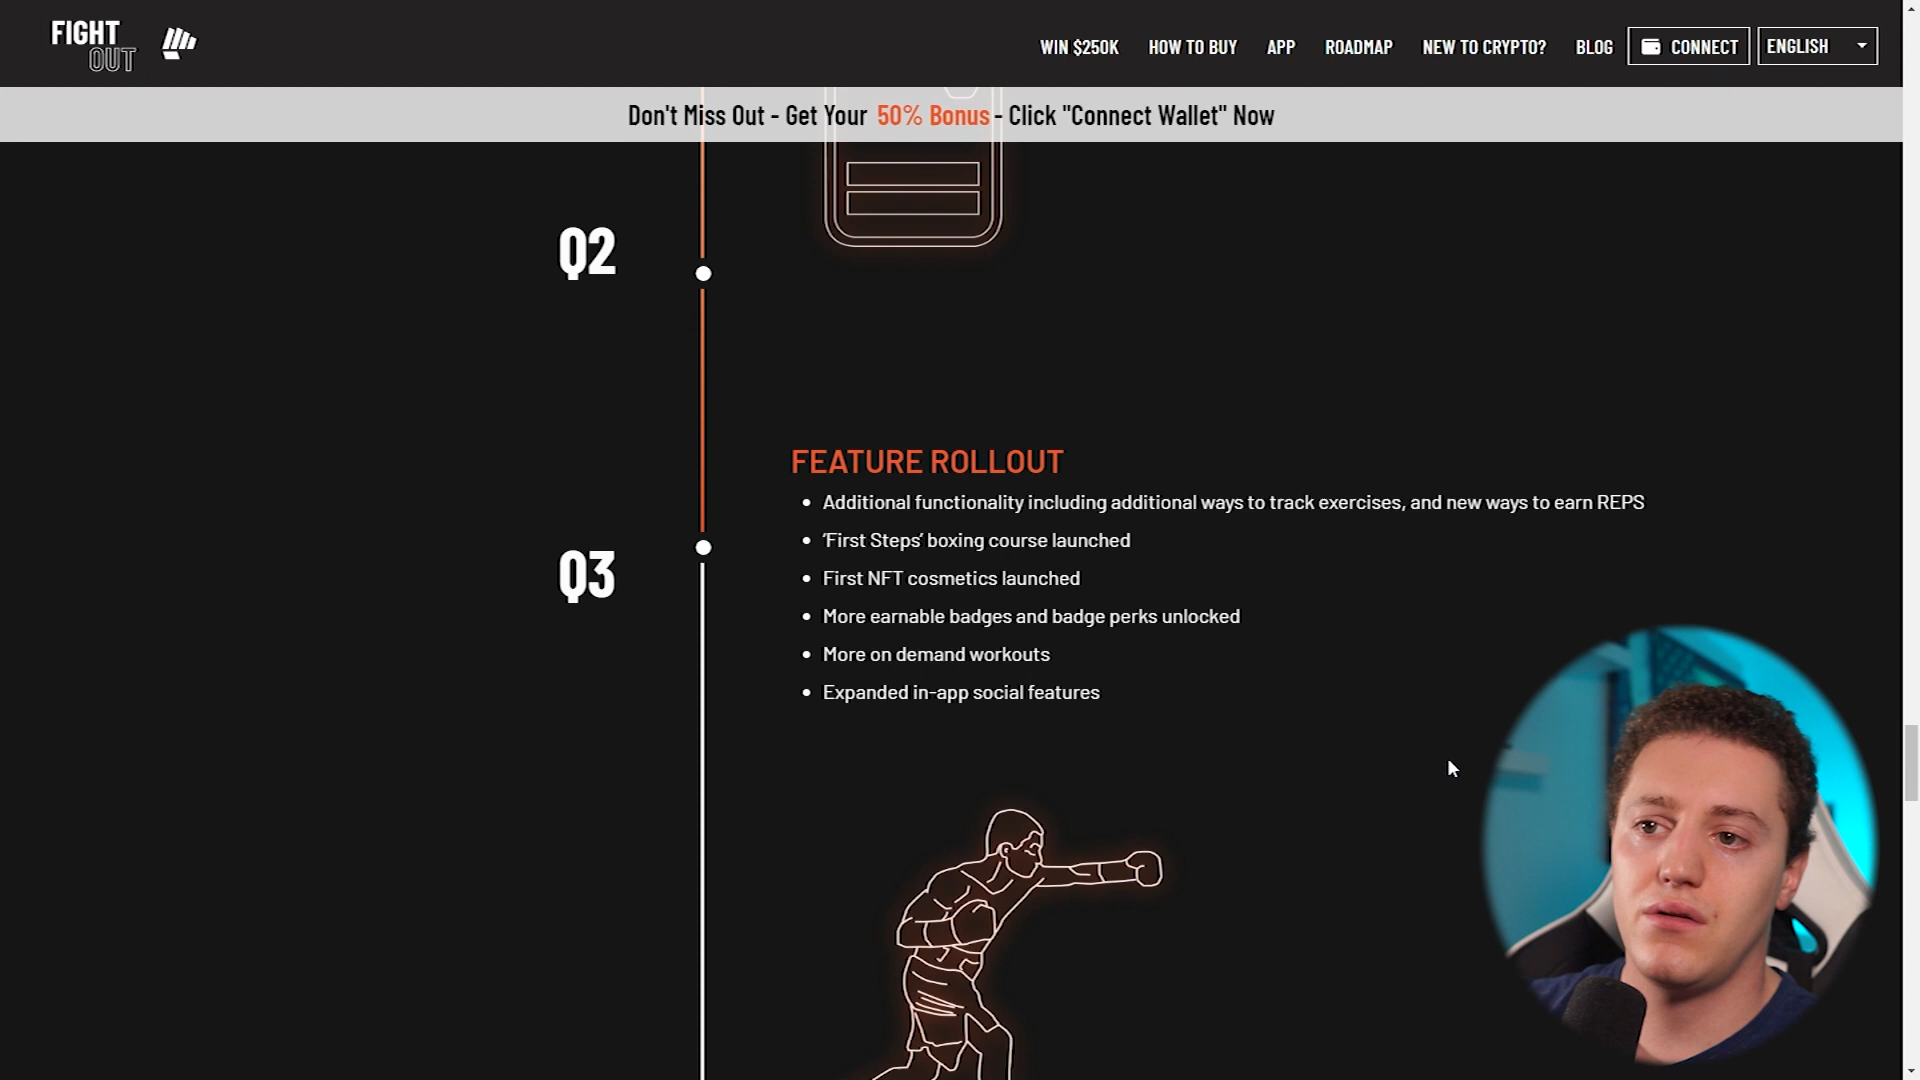 FIGHT
OUT
WIN $250K
HOW TO BUY
APP
ROADMAP
NEW TO CRYPTO?
BLOG
CONNECT
ENGLISH
Don't Miss Out - Get Your 50% Bonus - Click "Connect Wallet" Now
Q2
FEATURE ROLLOUT
• Additional functionality including additional ways to track exercises, and new ways to earn REPS
• ‘First Steps’ boxing course launched
Q3
• First NFT cosmetics launched
• More earnable badges and badge perks unlocked
• More on demand workouts
• Expanded in-app social features